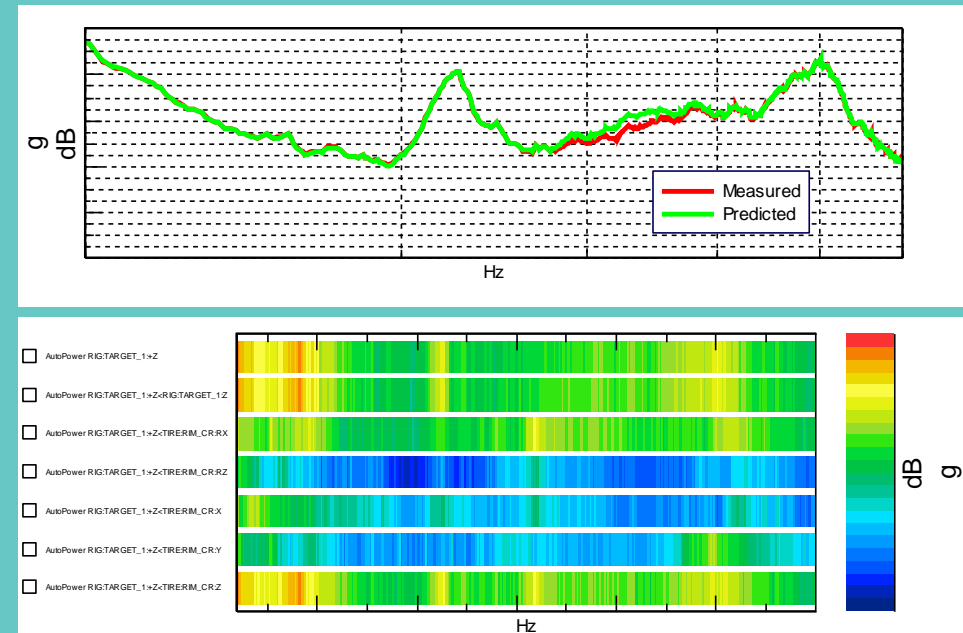 g
dB
Measured
Predicted
Hz
AutoPower RIG:TARGET_1:+Z
AutoPower RIG:TARGET_1:+Z<RIG:TARGET_1:Z
AutoPower RIG:TARGET_1:+Z<TIRE:RIM_CR:RX
AutoPower RIG:TARGET_1:+Z<TIRE:RIM_CR:RZ
AutoPower RIG:TARGET_1:+Z<TIRE:RIM_CR:X
AutoPower RIG:TARGET_1:+Z<TIRE:RIM_CR:Y
AutoPower RIG:TARGET_1:+Z<TIRE:RIM_CR:Z
dB
g
Hz